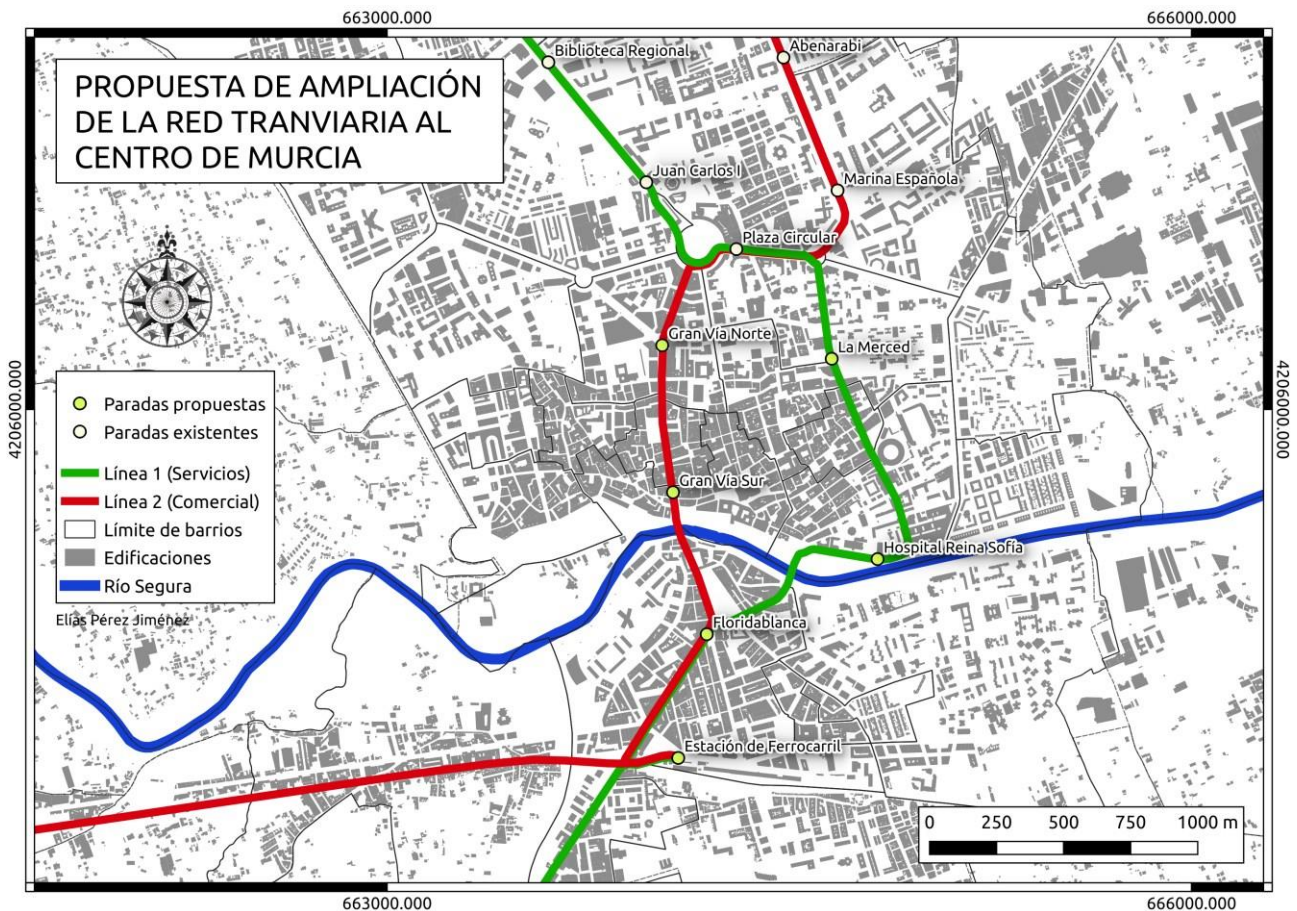 663000.000
666000.000
PROPUESTA DE AMPLIACIÓN
DE LA RED TRANVIARIA AL
CENTRO DE MURCIA
Biblioteca Regional
Abenarabi
Juan Carlos I
Marina Española
Plaza Circular
Gran Vía Norte
La Merced
4206000.000
4206000.000
Paradas propuestas
Paradas existentes
Línea 1 (Servicios)
Línea 2 (Comercial)
Límite de barrios
Edificaciones
Río Segura
Elías Pérez Jiménez
Gran Vía Sur
Hospital Reina Sofía
Floridablanca
Estación de Ferrocarril
0 250 500 750 1000 m
663000.000
666000.000